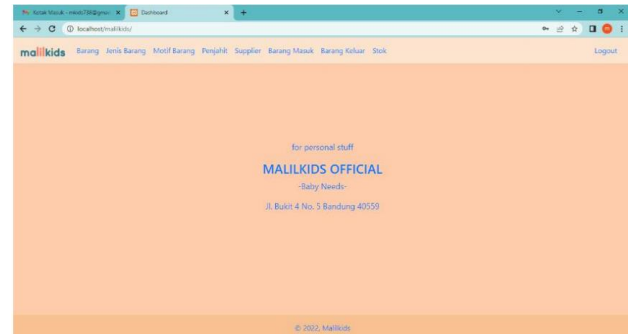 Dashboard
localhost/malilkids/
malilkids Barang Jenis Barang Motif Barang Penjahit Supplier Barang Masuk Barang Keluar Stok Logout
for personal stuff
MALILKIDS OFFICIAL
-Baby Needs-
Jl. Bukit 4 No. 5 Bandung 40559
© 2022, Malilkids